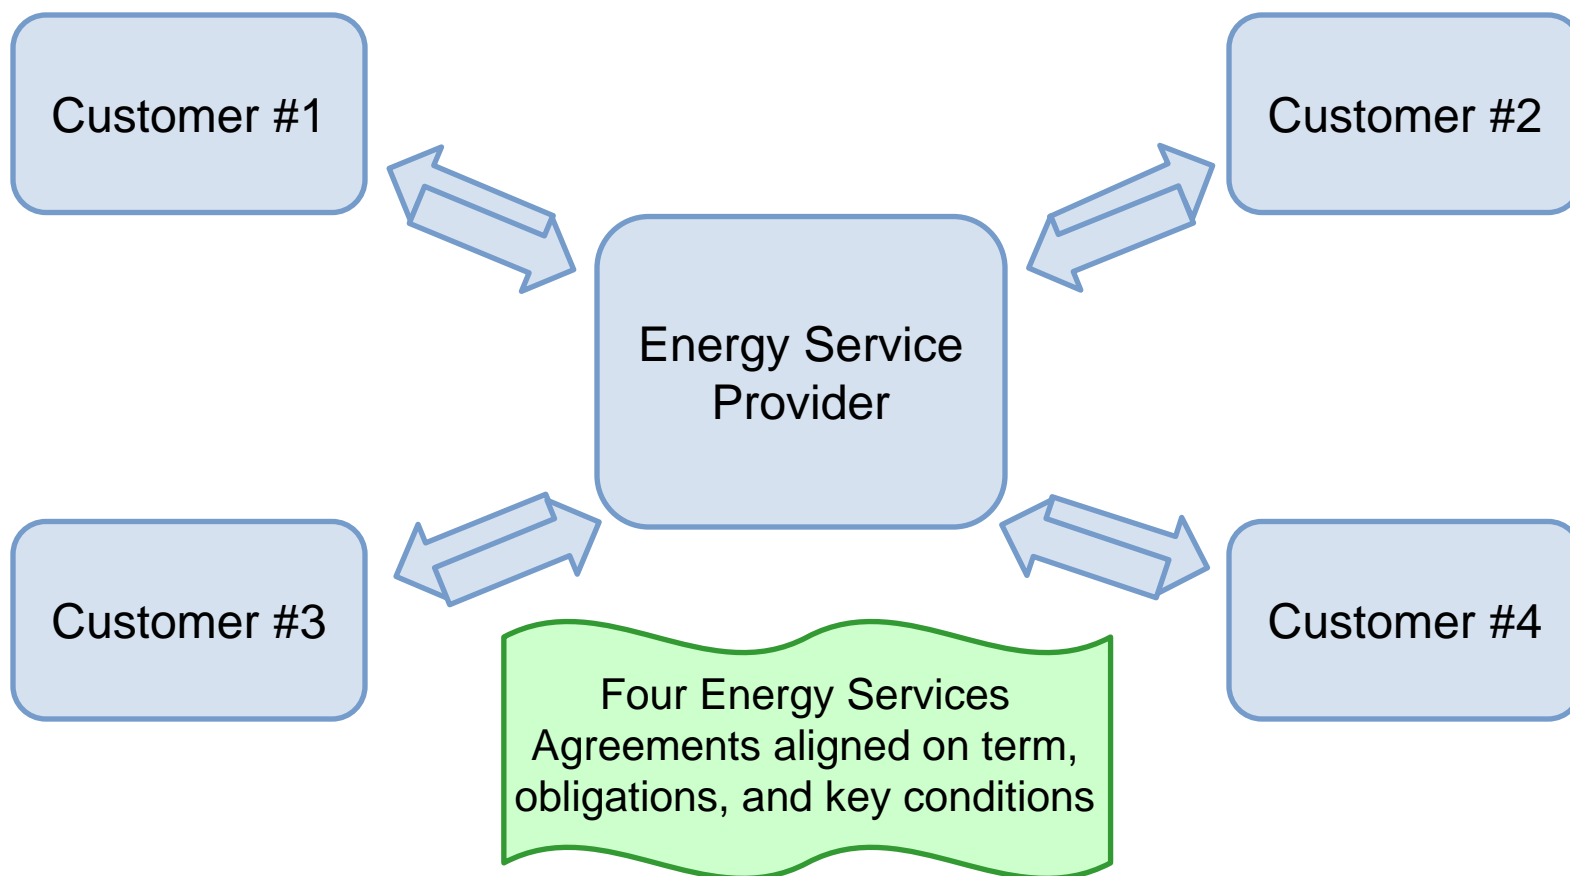 Customer #1
Customer #2
Energy Service
Provider
Customer #3
Customer #4
Four Energy Services
Agreements aligned on term,
obligations, and key conditions